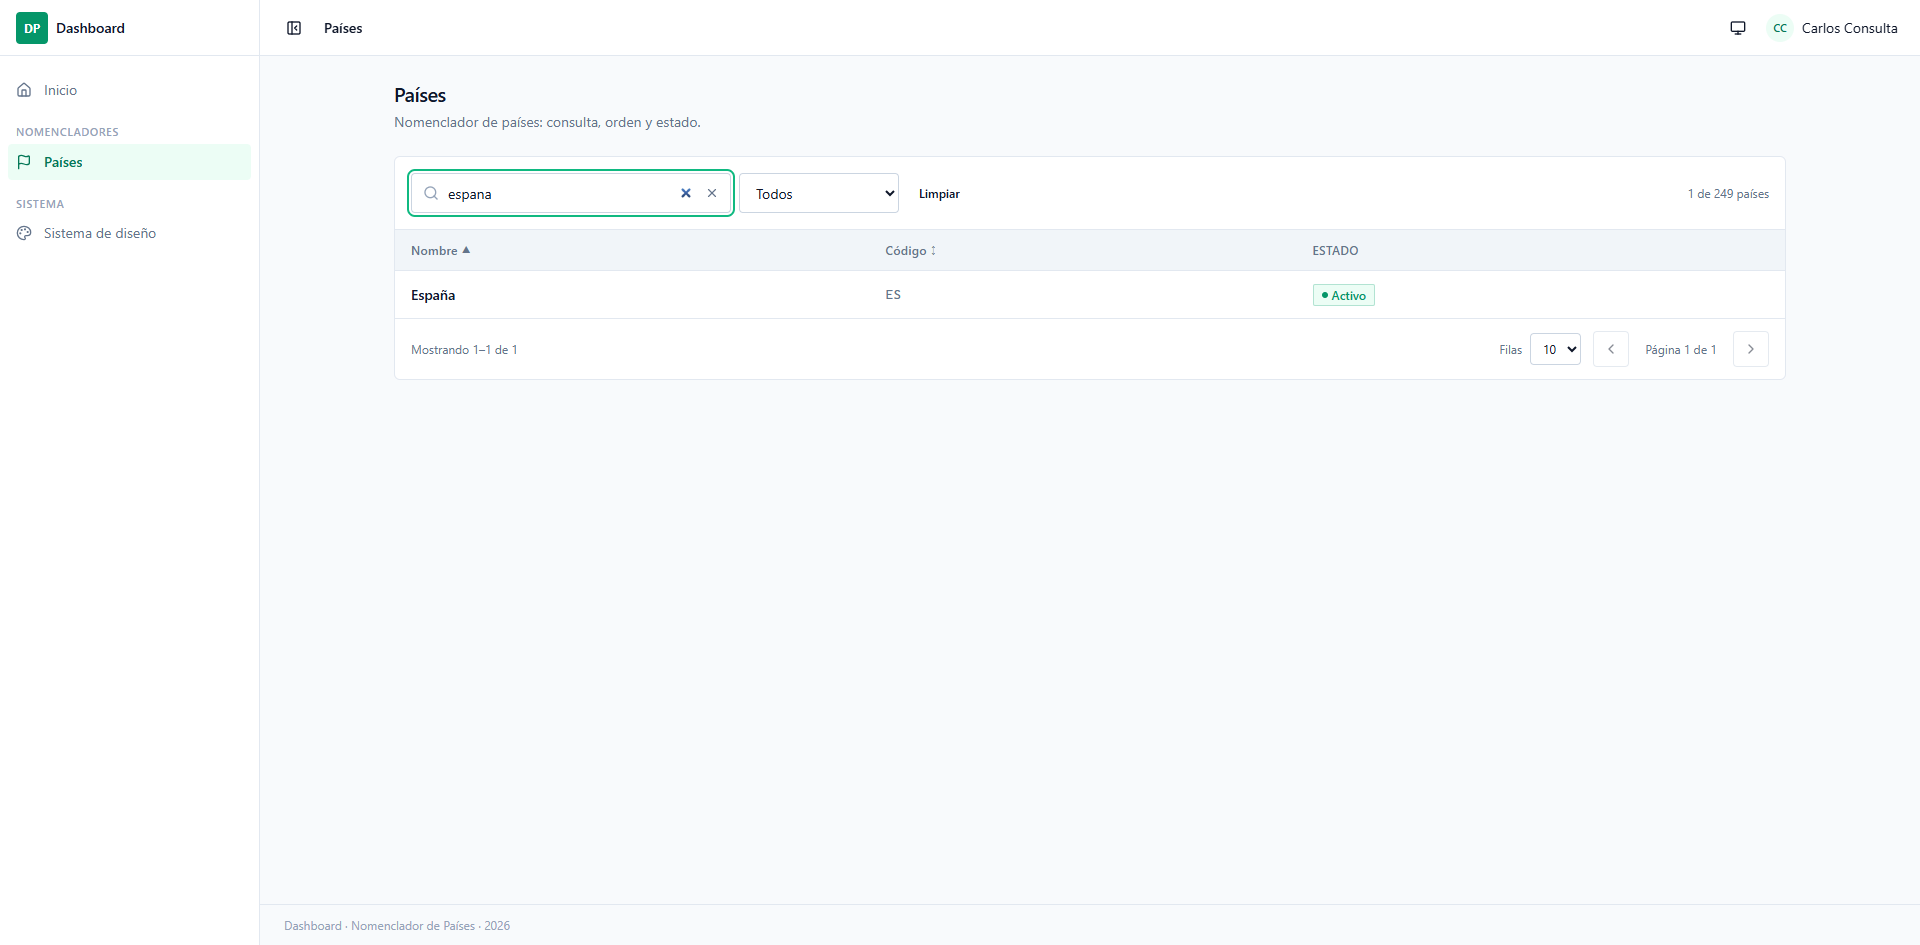 DP Dashboard
Países
CC Carlos Consulta
Inicio
NOMENCLADORES
Países
SISTEMA
Sistema de diseño
Países
Nomenclador de países: consulta, orden y estado.
espana
Todos
Limpiar
1 de 249 países
Nombre
Código
ESTADO
España
ES
Activo
Mostrando 1–1 de 1
Filas
10
Página 1 de 1
Dashboard · Nomenclador de Países · 2026